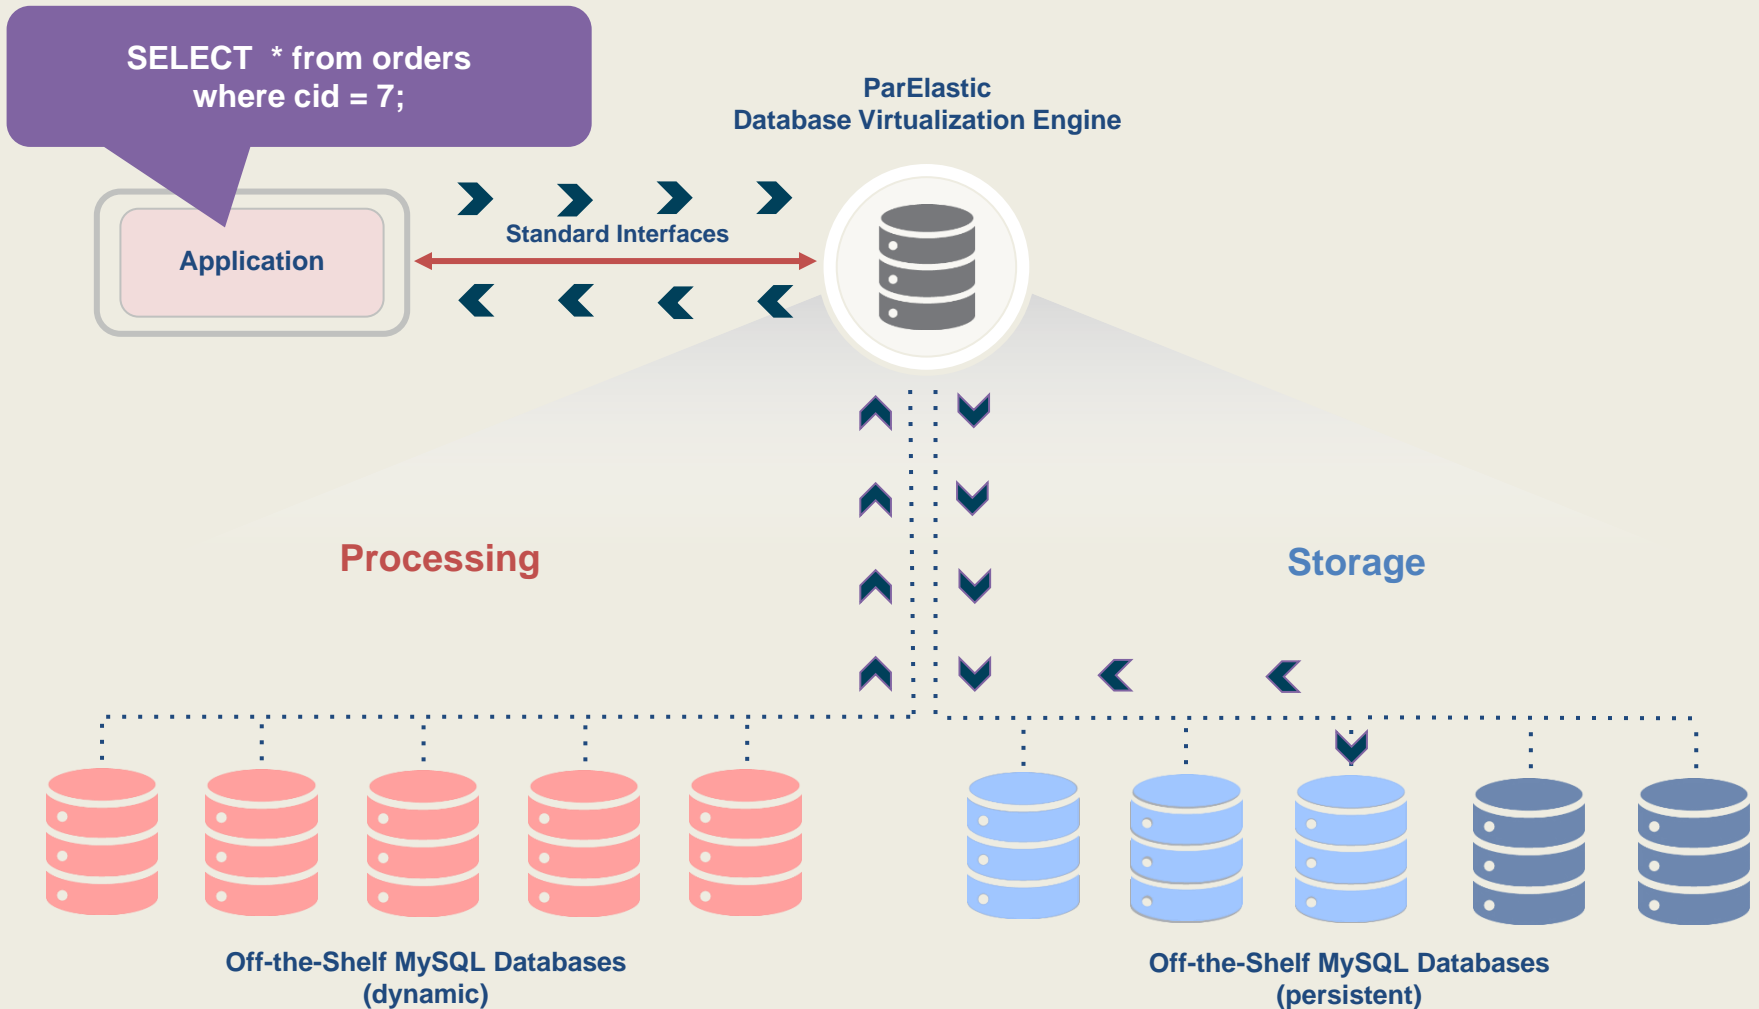 SELECT * from orders
where cid = 7;
ParElastic
Database Virtualization Engine
Standard Interfaces
Application
Processing
Storage
Off-the-Shelf MySQL Databases
(dynamic)
Off-the-Shelf MySQL Databases
(persistent)